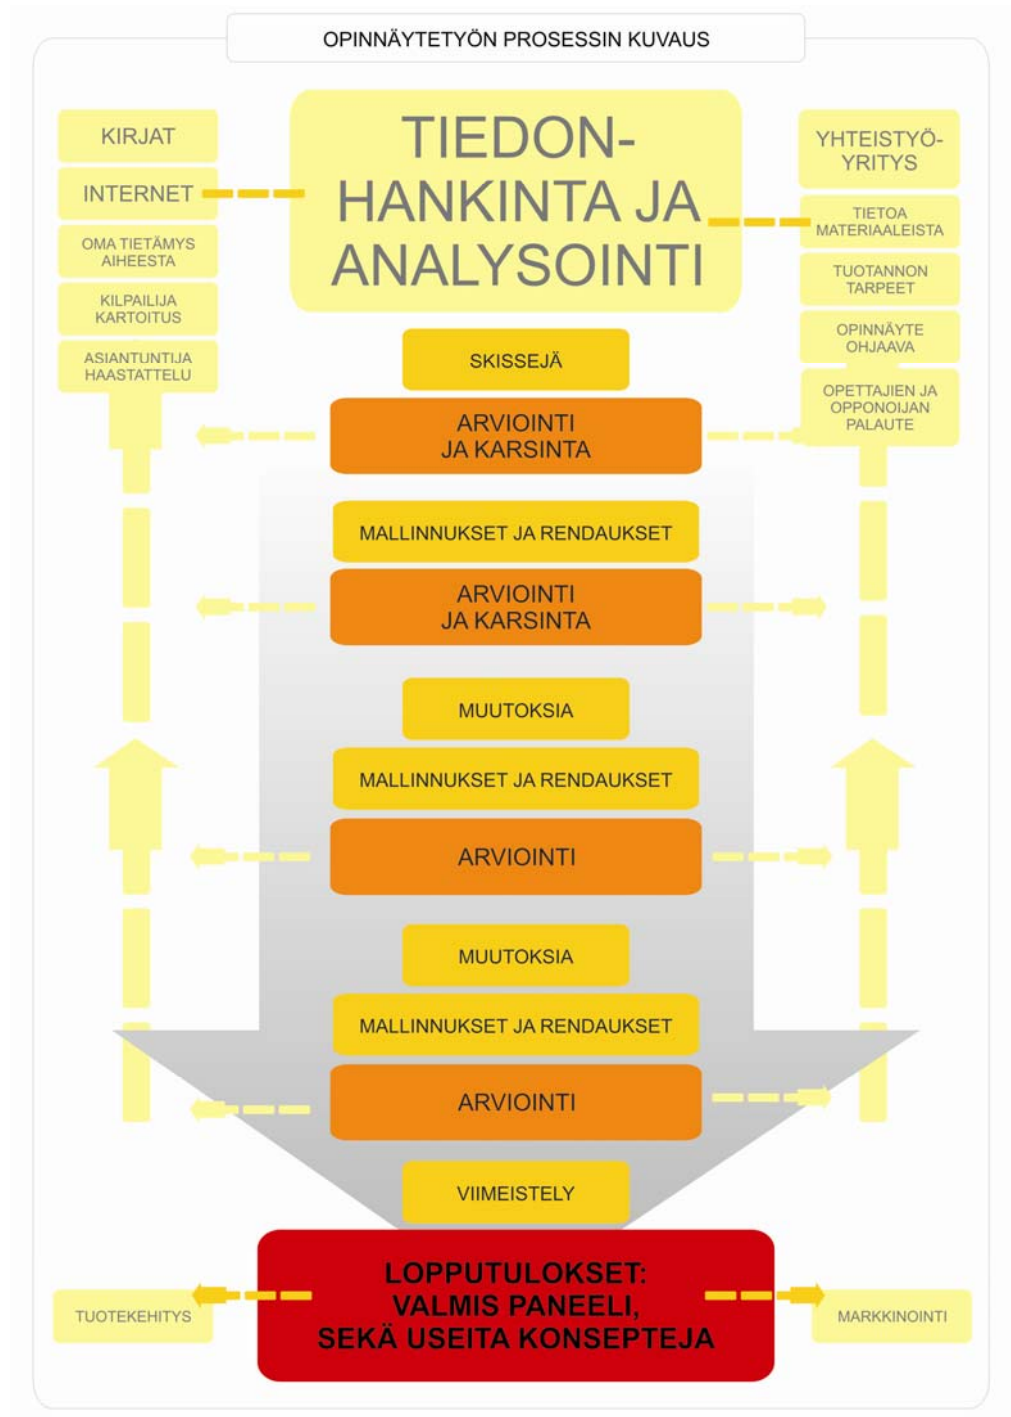 OPINNÄYTETYÖN PROSESSIN KUVAUS
KIRJAT
INTERNET
OMA TIETÄMYS
AIHEESTA
KILPAILIJA
KARTOITUS
ASIANTUNTIJA
HAASTATTELU
TIEDON-
HANKINTA JA
ANALYSOINTI
YHTEISTYÖ-
YRITYS
TIETOA
MATERIAALEISTA
TUOTANNON
TARPEET
OPINNÄYTE
OHJAAVA
OPETTAJIEN JA
OPPONOIJAN
PALAUTE
SKISSEJÄ
ARVIOINTI
JA KARSINTA
MALLINNUKSET JA RENDAUKSET
ARVIOINTI
JA KARSINTA
MUUTOKSIA
MALLINNUKSET JA RENDAUKSET
ARVIOINTI
MUUTOKSIA
MALLINNUKSET JA RENDAUKSET
ARVIOINTI
VIIMEISTELY
LOPPUTULOKSET:
VALMIS PANEELI,
SEKÄ USEITA KONSEPTEJA
TUOTEKEHITYS
MARKKINOINTI